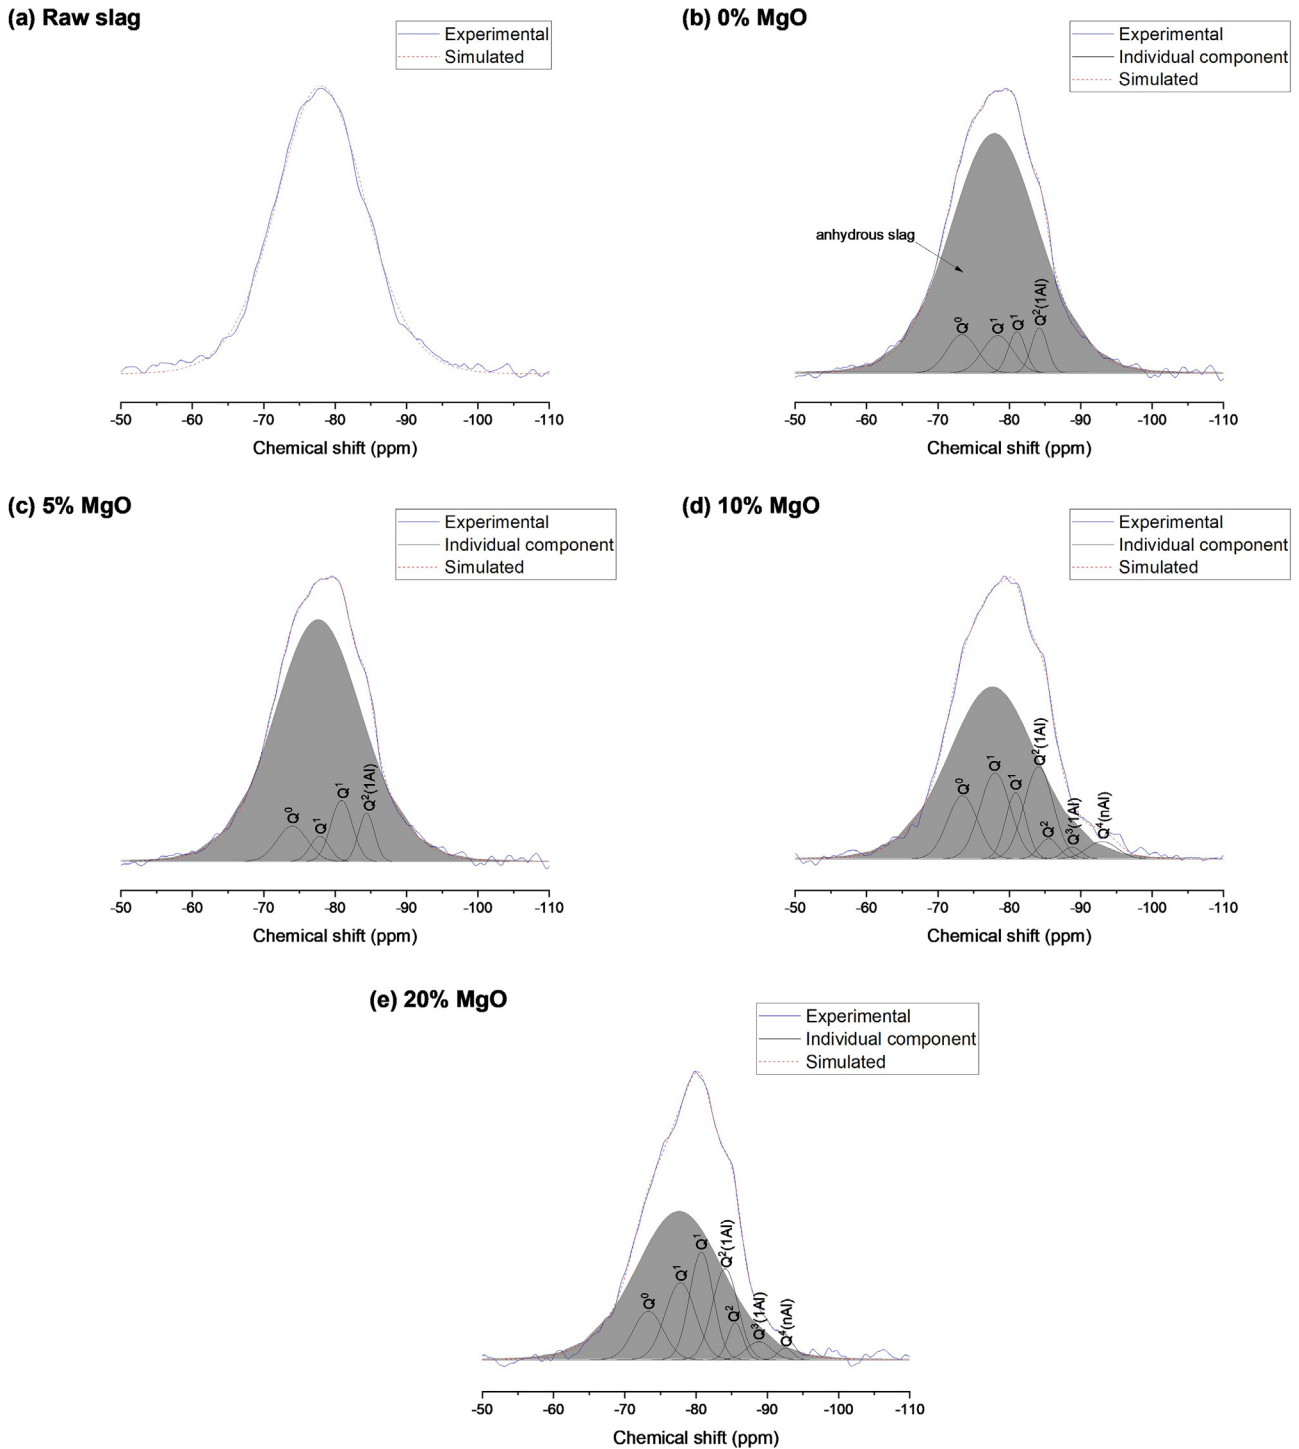 (a) Raw slag
Experimental
Simulated
-50 -60 -70 -80 -90 -100 -110
Chemical shift (ppm)
(b) 0% MgO
Experimental
Individual component
Simulated
anhydrous slag
Q⁰ Q¹ Q¹ Q²(1Al)
-50 -60 -70 -80 -90 -100 -110
Chemical shift (ppm)
(c) 5% MgO
Experimental
Individual component
Simulated
Q⁰ Q¹ Q¹ Q²(1Al)
-50 -60 -70 -80 -90 -100 -110
Chemical shift (ppm)
(d) 10% MgO
Experimental
Individual component
Simulated
Q⁰ Q¹ Q¹ Q²(1Al) Q² Q³(1Al) Q⁴(nAl)
-50 -60 -70 -80 -90 -100 -110
Chemical shift (ppm)
(e) 20% MgO
Experimental
Individual component
Simulated
Q⁰ Q¹ Q¹ Q²(1Al) Q² Q³(1Al) Q⁴(nAl)
-50 -60 -70 -80 -90 -100 -110
Chemical shift (ppm)